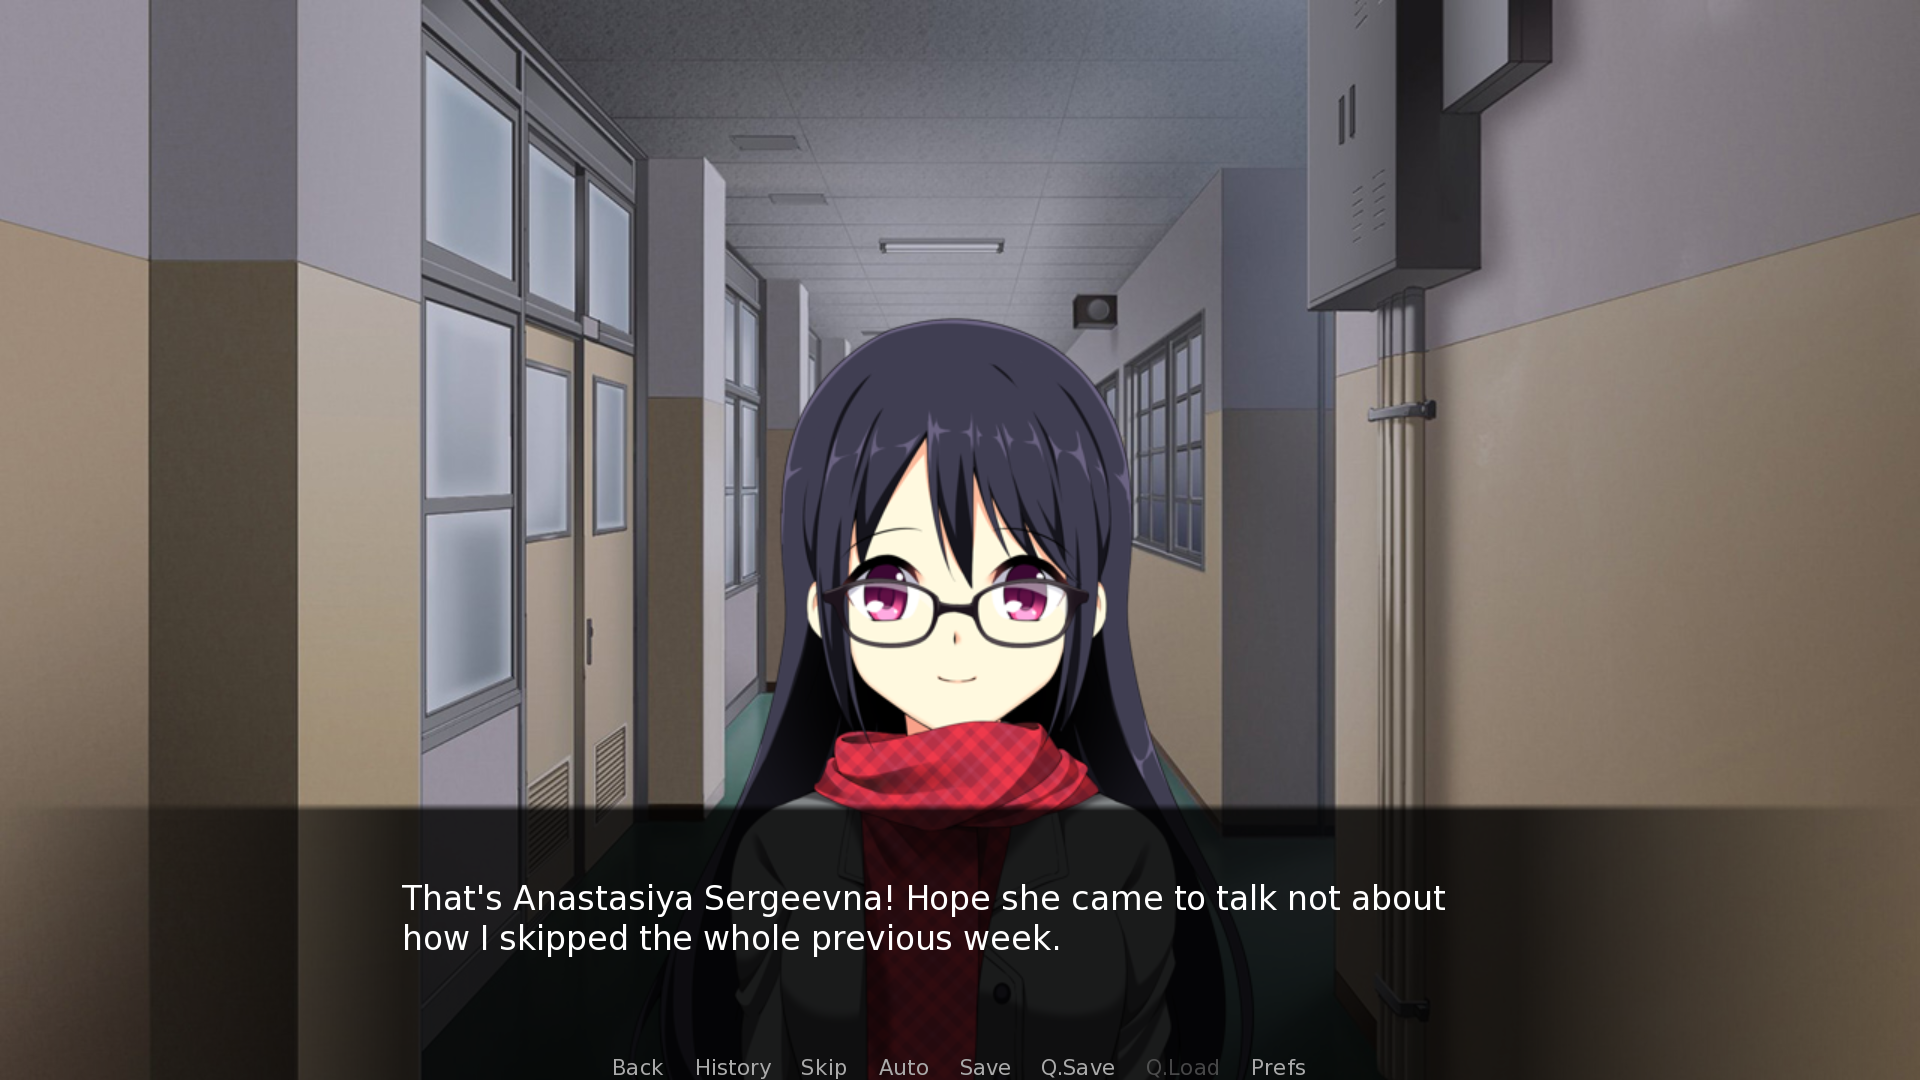 That's Anastasiya Sergeevna! Hope she came to talk not about
how I skipped the whole previous week.
Back History Skip Auto Save Q.Save Q.Load Prefs